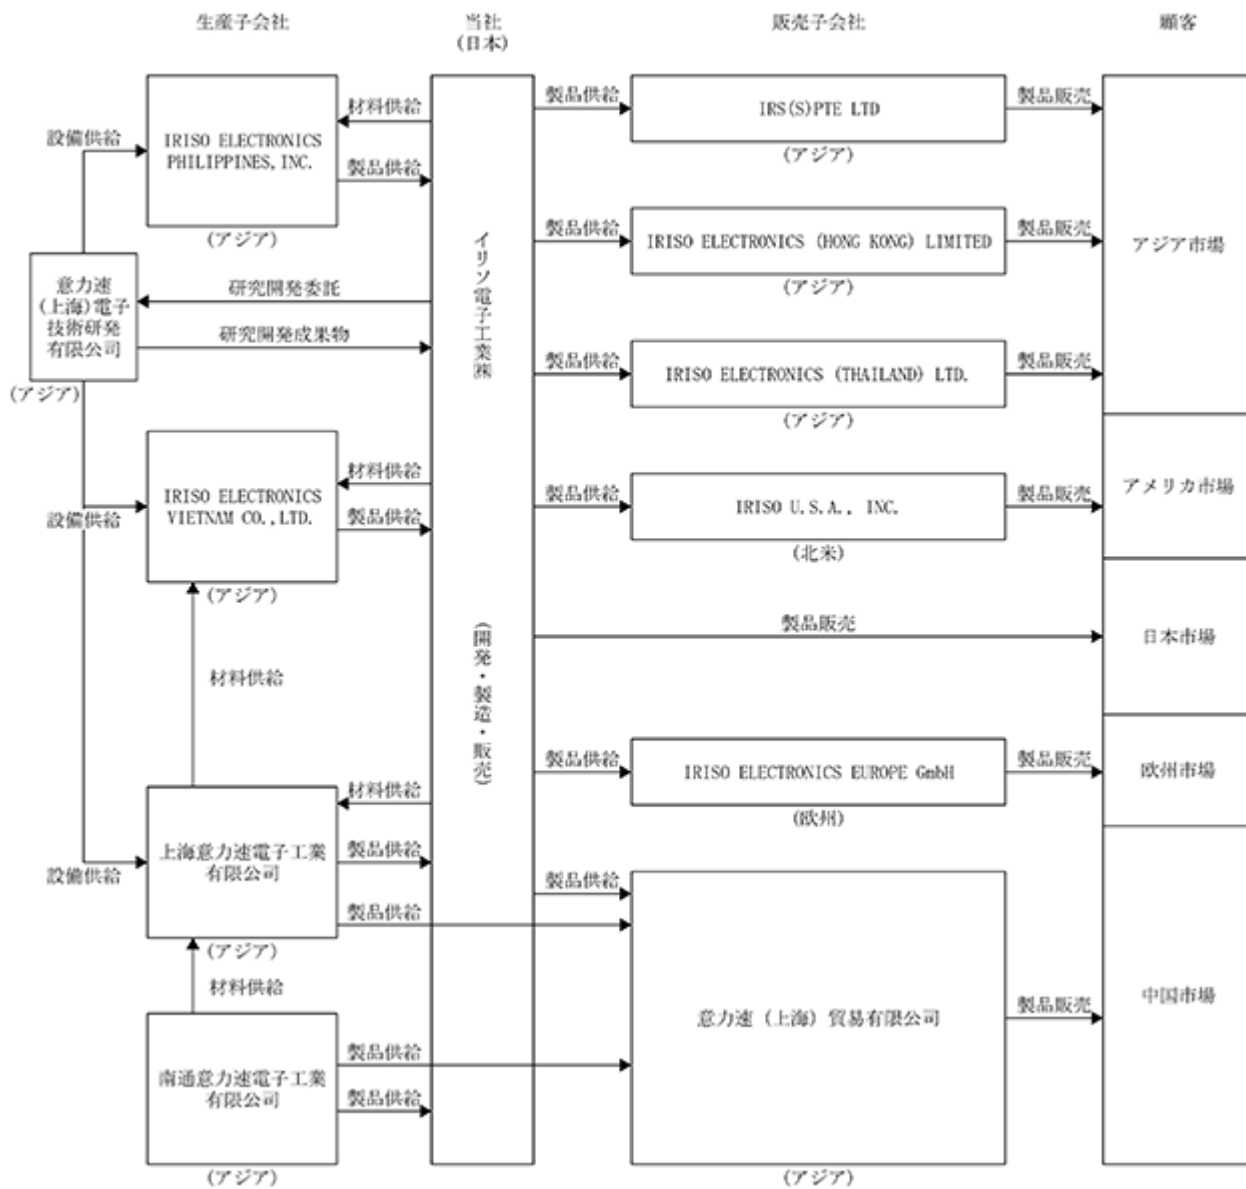 生産子会社
当社
(日本)
販売子会社
顧客
設備供給
IRISO ELECTRONICS
PHILIPPINES,INC.
(アジア)
材料供給
製品供給
意力速
(上海)電子
技術研発
有限公司
(アジア)
研究開発委託
研究開発成果物
設備供給
IRISO ELECTRONICS
VIETNAM CO.,LTD.
(アジア)
材料供給
製品供給
材料供給
設備供給
上海意力速電子工業
有限公司
(アジア)
材料供給
製品供給
製品供給
材料供給
南通意力速電子工業
有限公司
(アジア)
製品供給
製品供給
イリソ電子工業㈱
(開発・製造・販売)
製品供給
IRS(S)PTE LTD
(アジア)
製品販売
製品供給
IRISO ELECTRONICS (HONG KONG) LIMITED
(アジア)
製品販売
製品供給
IRISO ELECTRONICS (THAILAND) LTD.
(アジア)
製品販売
製品供給
IRISO U.S.A., INC.
(北米)
製品販売
製品販売
製品供給
IRISO ELECTRONICS EUROPE GmbH
(欧州)
製品販売
製品供給
意力速 (上海) 貿易有限公司
(アジア)
製品販売
アジア市場
アメリカ市場
日本市場
欧州市場
中国市場